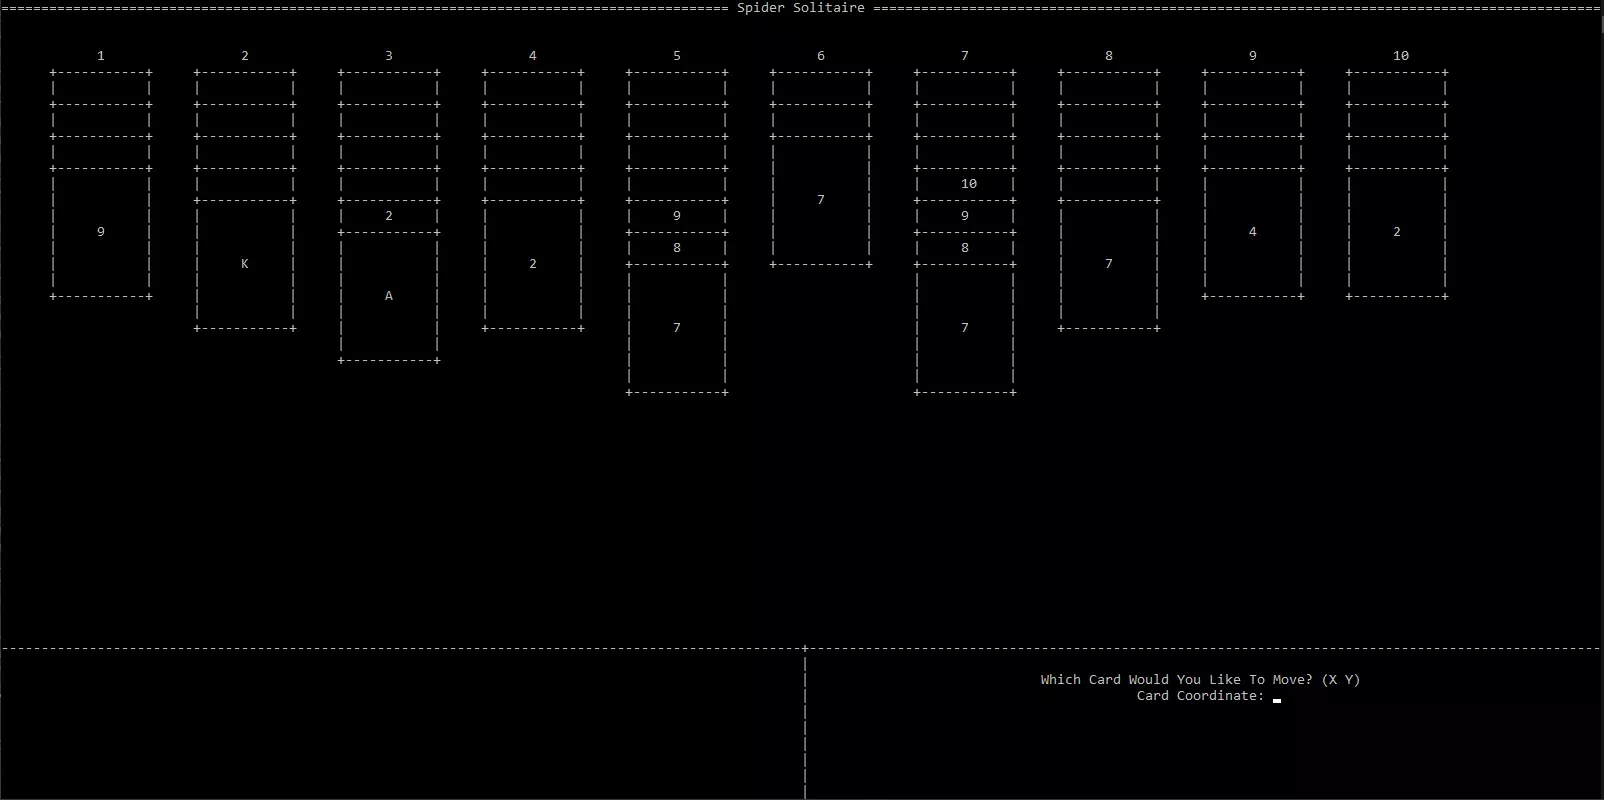 Spider Solitaire
1 2 3 4 5 6 7 8 9 10
10
7
2 9 9
9 4 2
8 8
K 2 7
A
7 7
Which Card Would You Like To Move? (X Y)
Card Coordinate: